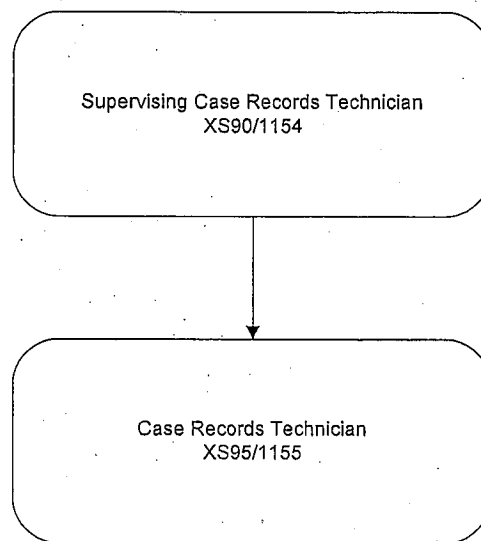 Supervising Case Records Technician
XS90/1154
Case Records Technician
XS95/1155